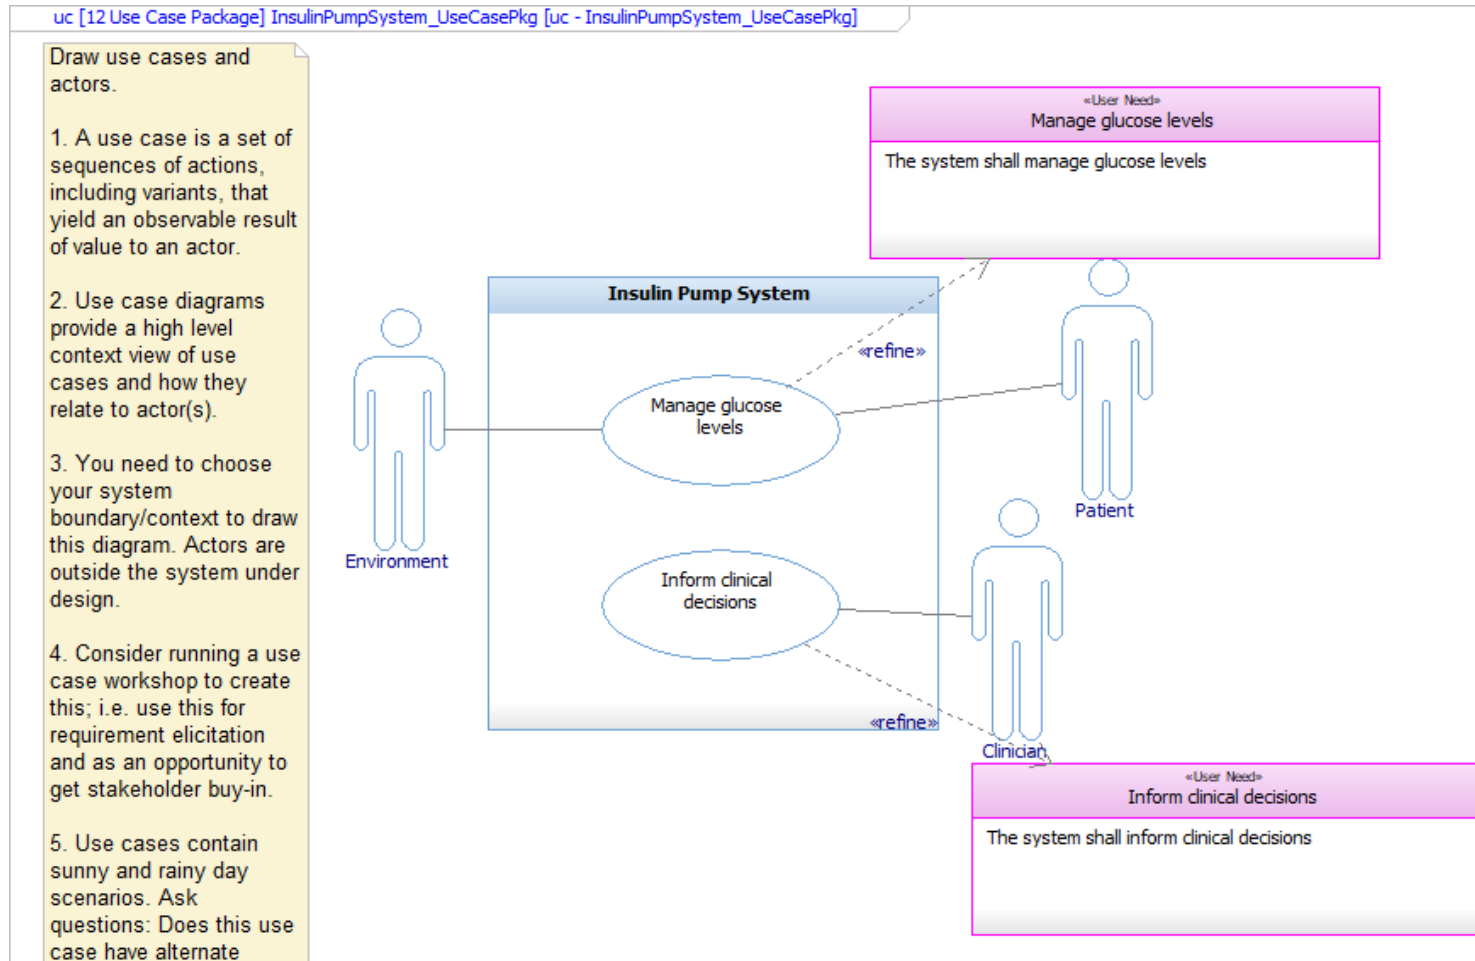 uc [12 Use Case Package] InsulinPumpSystem_UseCasePkg [uc - InsulinPumpSystem_UseCasePkg]
Draw use cases and
actors.
1. A use case is a set of
sequences of actions,
including variants, that
yield an observable result
of value to an actor.
2. Use case diagrams
provide a high level
context view of use
cases and how they
relate to actor(s).
3. You need to choose
your system
boundary/context to draw
this diagram. Actors are
outside the system under
design.
4. Consider running a use
case workshop to create
this; i.e. use this for
requirement elicitation
and as an opportunity to
get stakeholder buy-in.
5. Use cases contain
sunny and rainy day
scenarios. Ask
questions: Does this use
case have alternate
«User Need»
Manage glucose levels
The system shall manage glucose levels
Insulin Pump System
«refine»
Manage glucose
levels
Patient
Environment
Inform clinical
decisions
«refine»
Clinician
«User Need»
Inform clinical decisions
The system shall inform clinical decisions